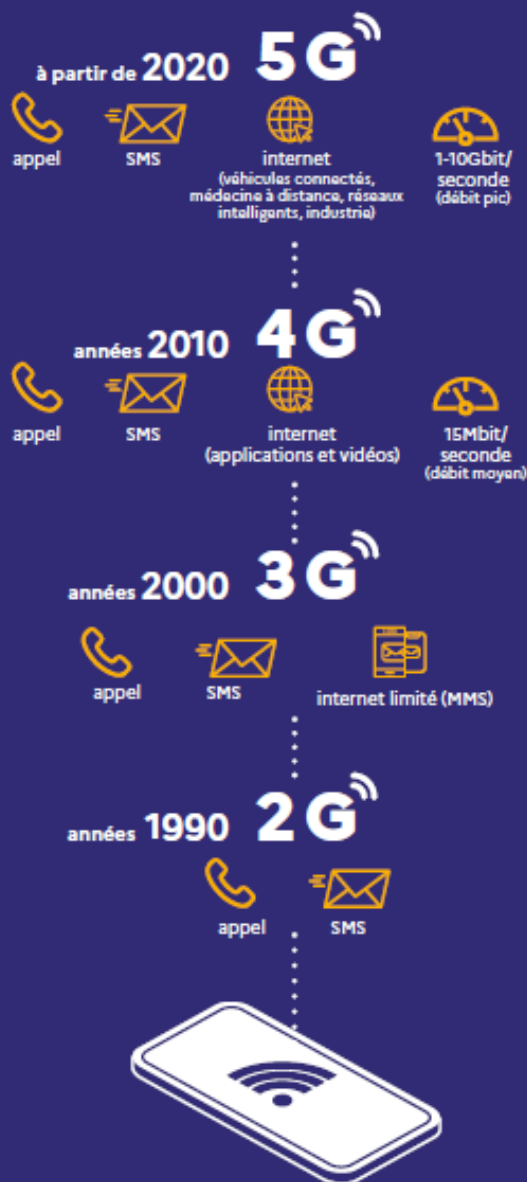 à partir de 2020 5G
appel SMS internet 1-10Gbit/
(véhicules connectés, seconde
médecine à distance, réseaux (débit pic)
intelligents, industrie)
années 2010 4G
appel SMS internet 15Mbit/
(applications et vidéos) seconde
(débit moyen)
années 2000 3G
appel SMS internet limité (MMS)
années 1990 2G
appel SMS